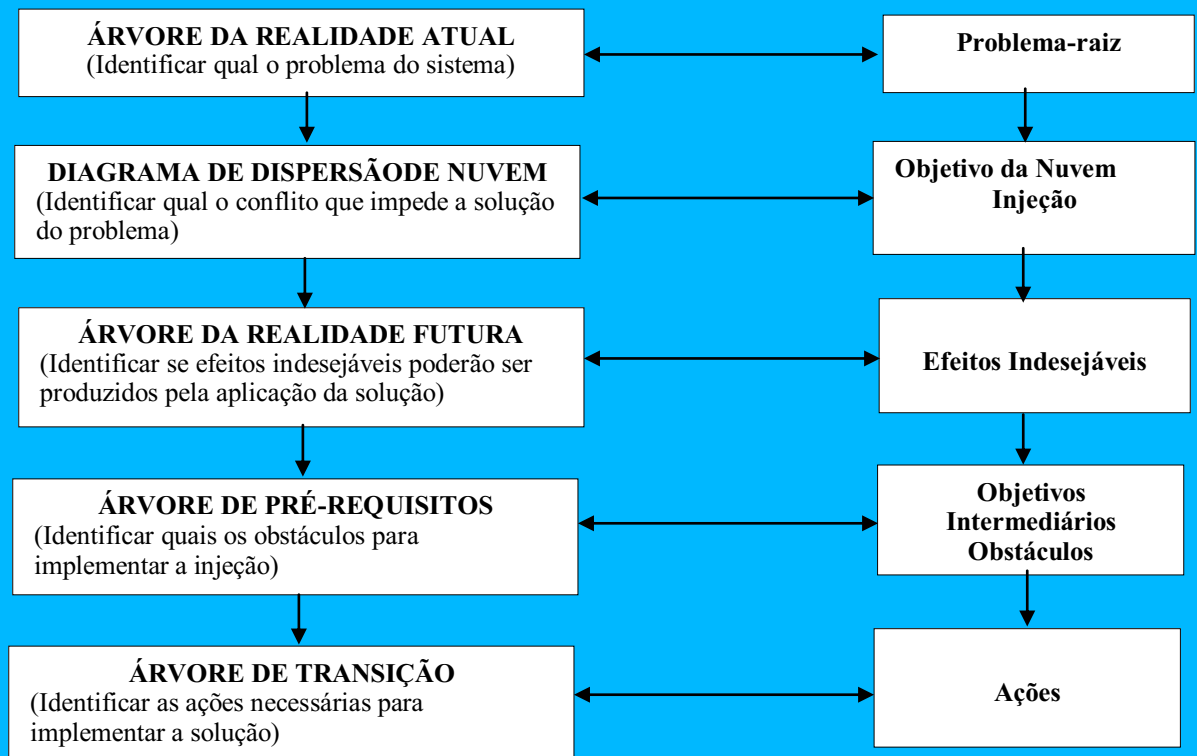 ÁRVORE DA REALIDADE ATUAL
(Identificar qual o problema do sistema)
Problema-raiz
DIAGRAMA DE DISPERSÃODE NUVEM
(Identificar qual o conflito que impede a solução
do problema)
Objetivo da Nuvem
Injeção
ÁRVORE DA REALIDADE FUTURA
(Identificar se efeitos indesejáveis poderão ser
produzidos pela aplicação da solução)
Efeitos Indesejáveis
ÁRVORE DE PRÉ-REQUISITOS
(Identificar quais os obstáculos para
implementar a injeção)
Objetivos
Intermediários
Obstáculos
ÁRVORE DE TRANSIÇÃO
(Identificar as ações necessárias para
implementar a solução)
Ações